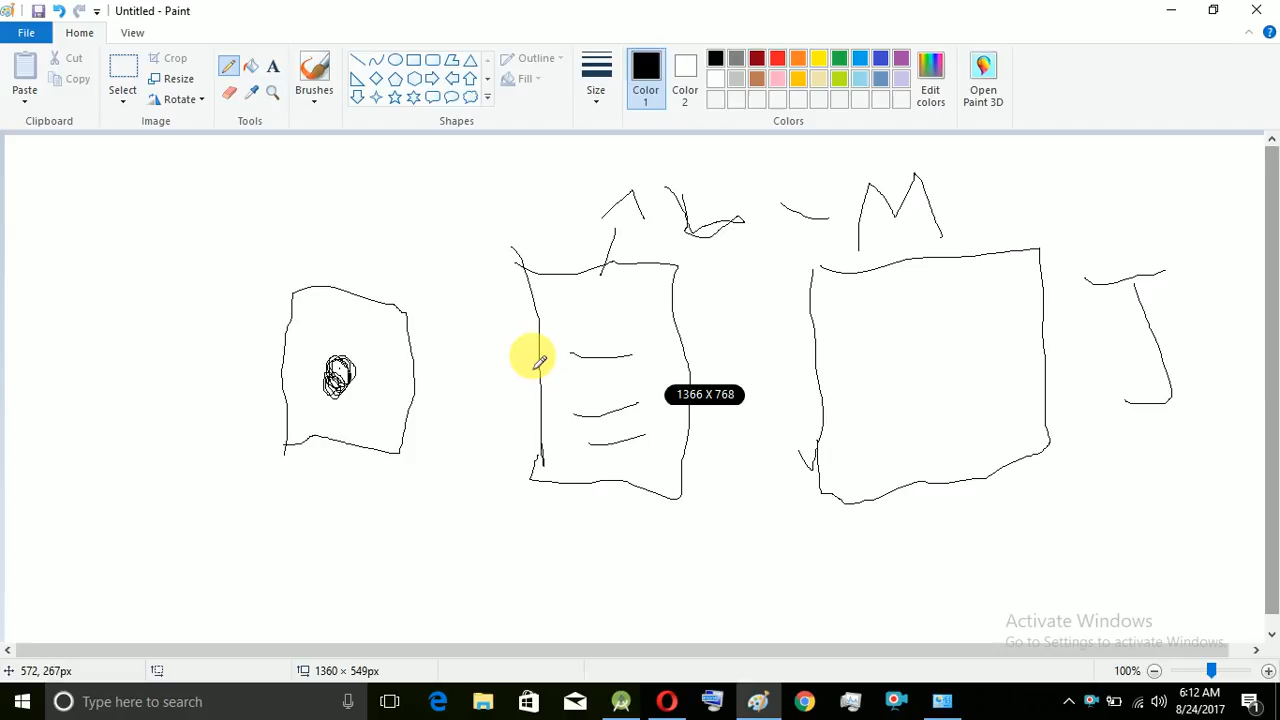 Untitled - Paint
File
Home
View
Paste
Cut
Copy
Clipboard
Select
Crop
Resize
Rotate
Image
A
Tools
Brushes
Outline
Fill
Shapes
Size
Color 1
Color 2
Edit colors
Colors
Open Paint 3D
M
1366 X 768
Activate Windows
Go to Settings to activate Windows.
572, 267px
1360 × 549px
100%
Type here to search
6:12 AM
8/24/2017